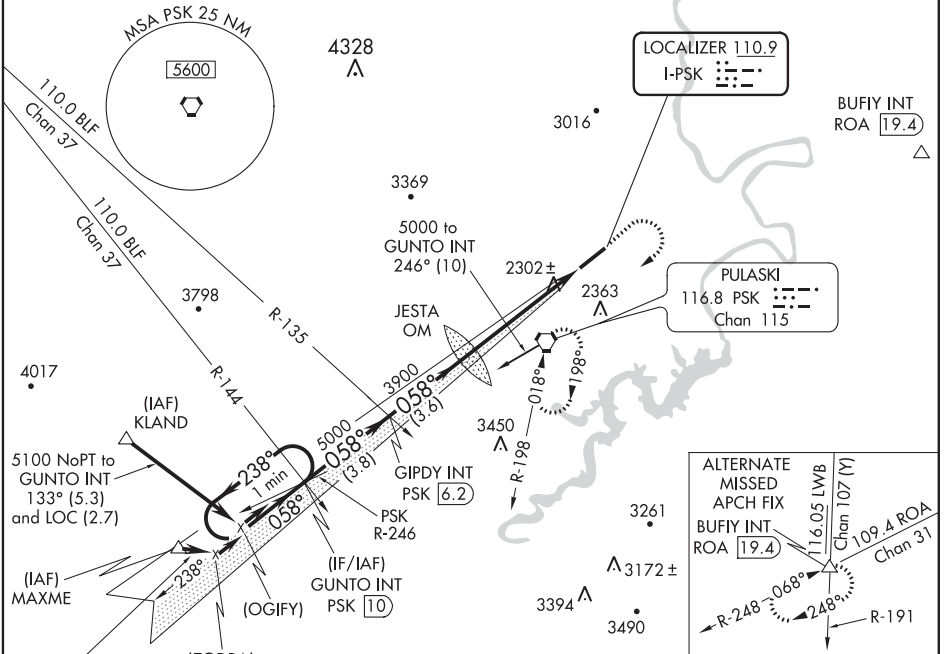 MSA PSK 25 NM
5600
4328
LOCALIZER 110.9
I-PSK
BUFIY INT
ROA 19.4
3016
110.0 BLF
Chan 37
110.0 BLF
Chan 37
3369
5000 to
GUNTO INT
246° (10)
2302 ±
2363
PULASKI
116.8 PSK
Chan 115
JESTA
OM
3798
R-135
R-144
4017
(IAF)
KLAND
5100 NoPT to
GUNTO INT
133° (5.3)
and LOC (2.7)
3900
058°
(3.6)
5000
058°
(3.8)
238°
1 min
058°
018°
198°
R-198
3450
GIPDY INT
PSK 6.2
PSK
R-246
(IF/IAF)
GUNTO INT
PSK 10
(IAF)
MAXME
238°
(OGIFY)
3261
3172 ±
3394
3490
ALTERNATE
MISSED
APCH FIX
BUFIY INT
ROA 19.4
116.05 LWB
Chan 107 (Y)
109.4 ROA
Chan 31
R-248
068°
248°
R-191